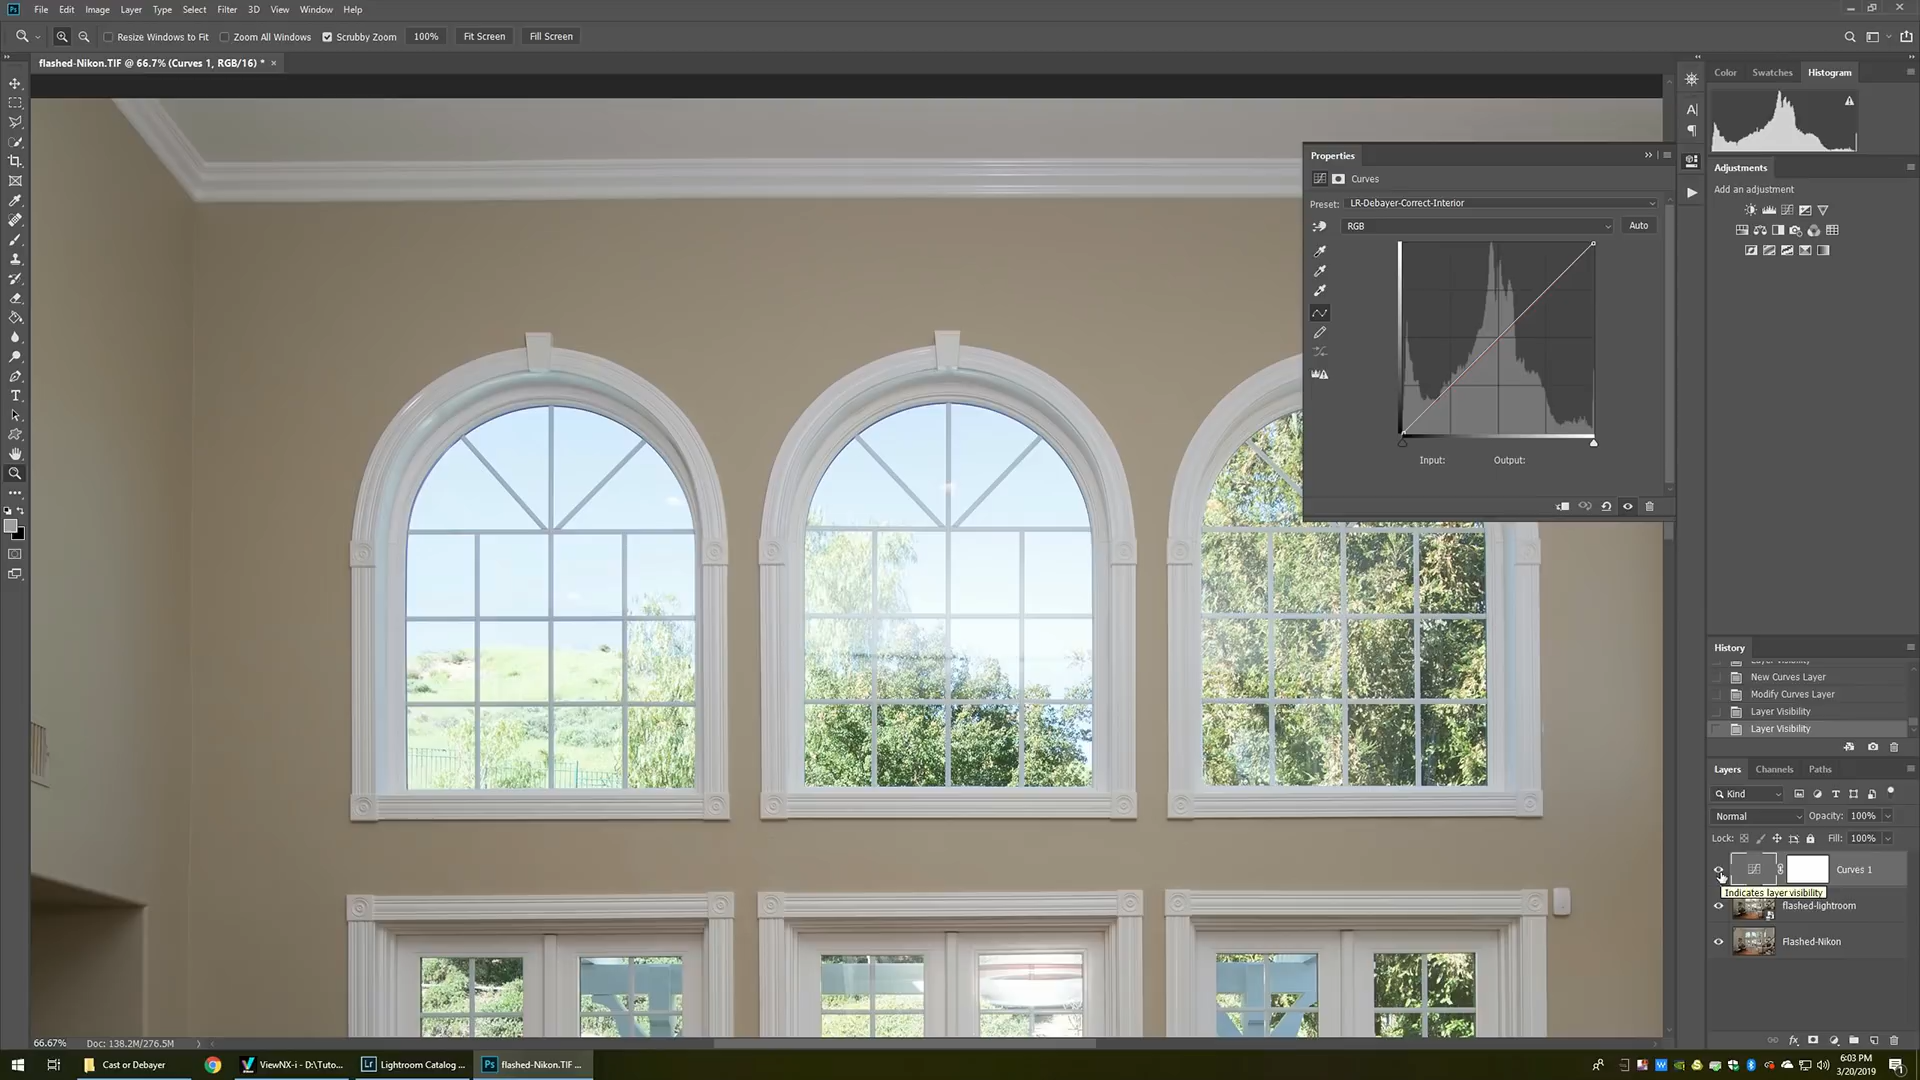 Ps File Edit Image Layer Type Select Filter 3D View Window Help
Resize Windows to Fit Zoom All Windows Scrubby Zoom 100% Fit Screen Fill Screen
flashed-Nikon.TIF @ 66.7% (Curves 1, RGB/16) * ×
Color Swatches Histogram
Properties
Curves
Preset: LR-Debayer-Correct-Interior
RGB Auto
Input: Output:
Adjustments
Add an adjustment
History
New Curves Layer
Modify Curves Layer
Layer Visibility
Layer Visibility
Layers Channels Paths
Kind
Normal Opacity: 100%
Lock: Fill: 100%
Curves 1
Indicates layer visibility
flashed-lightroom
Flashed-Nikon
66.67% Doc: 138.2M/276.5M
Cast or Debayer ViewNX-i - D:\Tuto... Lr Lightroom Catalog ... Ps flashed-Nikon.TIF ...
6:03 PM
3/20/2019